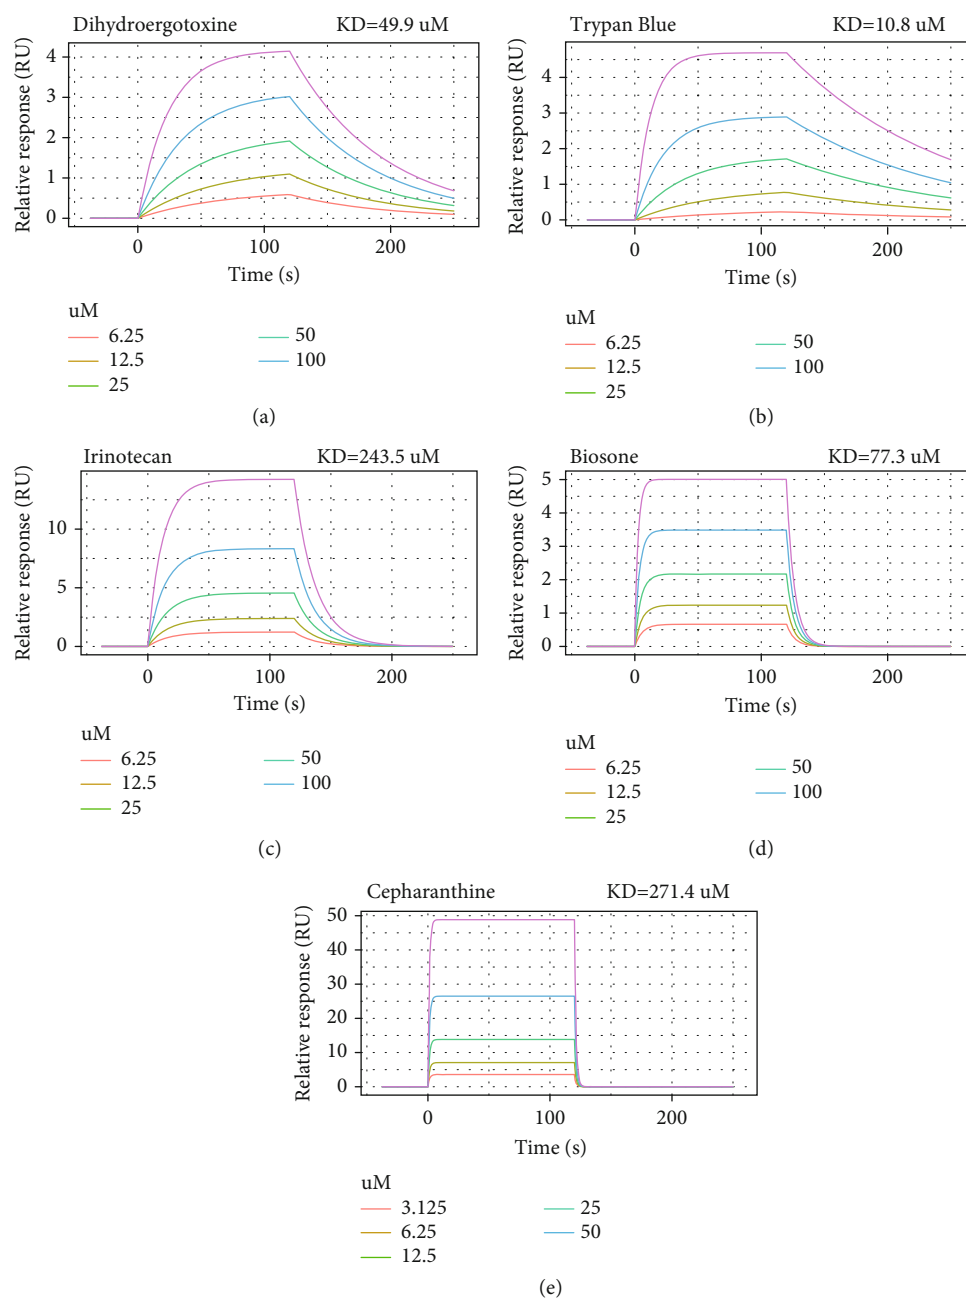 Dihydroergotoxine KD=49.9 uM
Relative response (RU)
4
3
2
1
0
0 100 200
Time (s)
uM
6.25 50
12.5 100
25
(a)
Trypan Blue KD=10.8 uM
Relative response (RU)
4
3
2
1
0
0 100 200
Time (s)
uM
6.25 50
12.5 100
25
(b)
Irinotecan KD=243.5 uM
Relative response (RU)
10
5
0
0 100 200
Time (s)
uM
6.25 50
12.5 100
25
(c)
Biosone KD=77.3 uM
Relative response (RU)
5
4
3
2
1
0
0 100 200
Time (s)
uM
6.25 50
12.5 100
25
(d)
Cepharanthine KD=271.4 uM
Relative response (RU)
50
40
30
20
10
0
0 100 200
Time (s)
uM
3.125 25
6.25 50
12.5
(e)